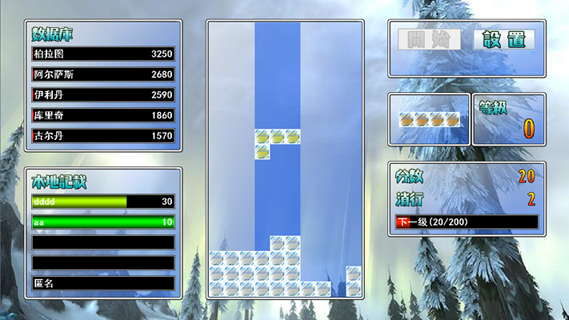 数据库
柏拉图 3250
阿尔萨斯 2680
伊利丹 2590
库里奇 1860
古尔丹 1570
本地記载
dddd 30
aa 10
匿名
開始 設置
等級
0
分数 20
消行 2
下一级(20/200)